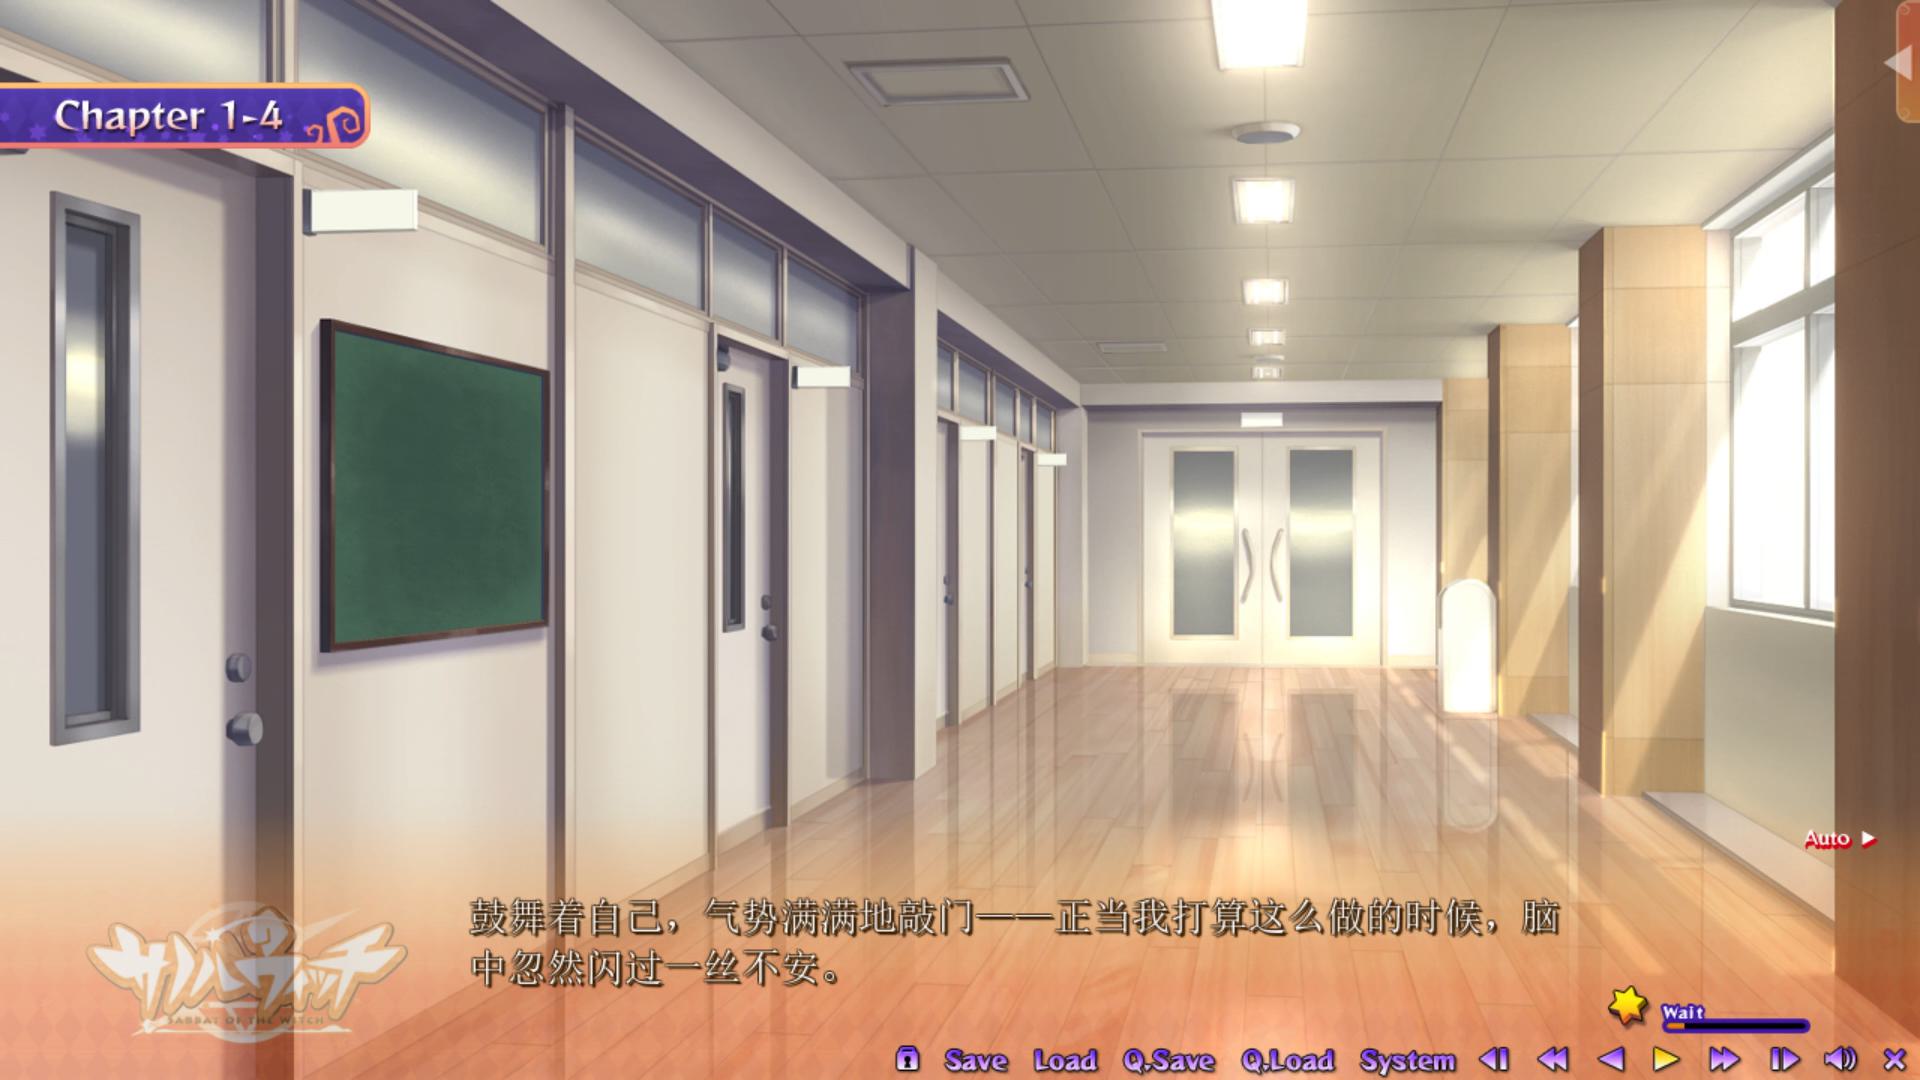 Chapter 1-4
Auto
鼓舞着自己，气势满满地敲门——正当我打算这么做的时候，脑
中忽然闪过一丝不安。
サノバウィッチ
SABBAT OF THE WITCH
Wait
Save Load Q.Save Q.Load System